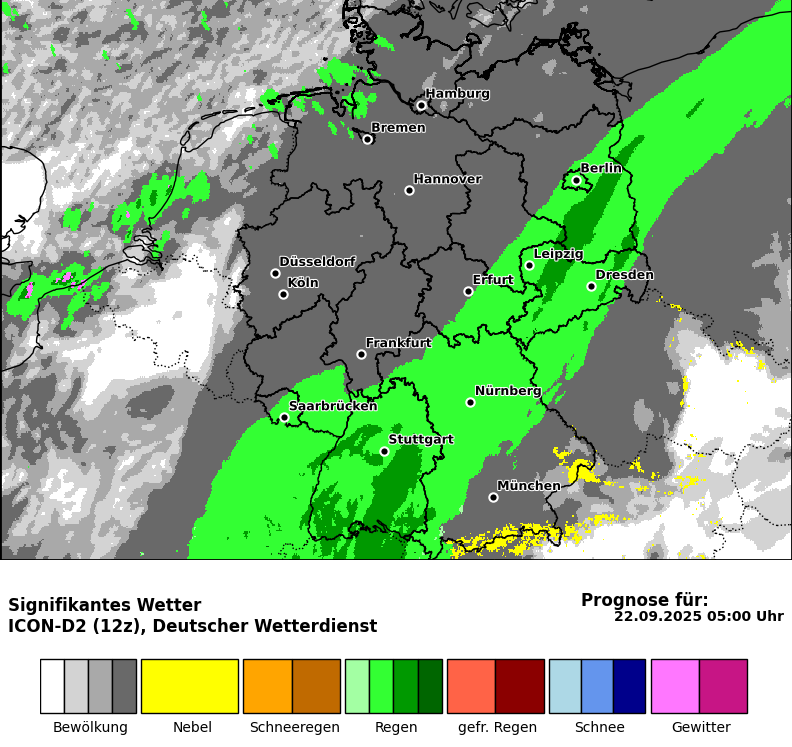 Hamburg
Bremen
Hannover
Berlin
Düsseldorf
Köln
Leipzig
Erfurt
Dresden
Frankfurt
Nürnberg
Saarbrücken
Stuttgart
München
Signifikantes Wetter
ICON-D2 (12z), Deutscher Wetterdienst
Prognose für:
22.09.2025 05:00 Uhr
Bewölkung
Nebel
Schneeregen
Regen
gefr. Regen
Schnee
Gewitter